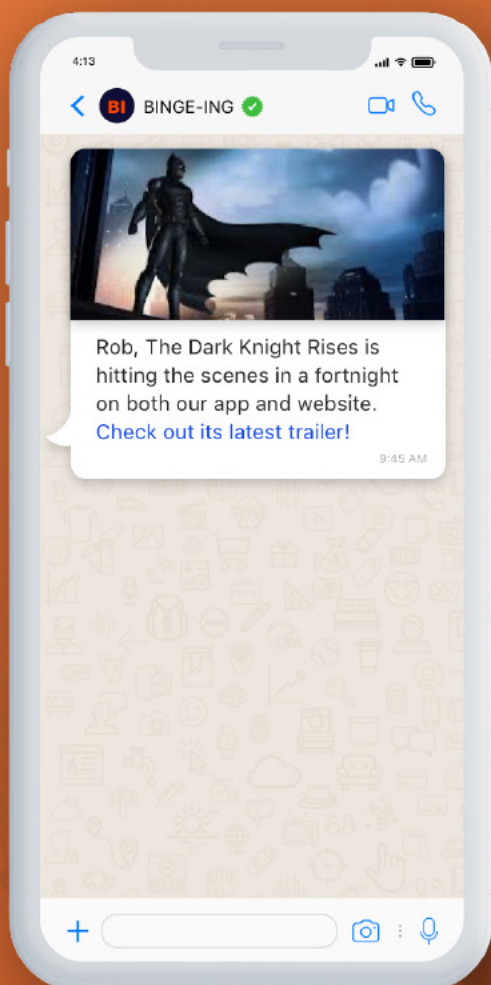 4:13
BI BINGE-ING
Rob, The Dark Knight Rises is
hitting the scenes in a fortnight
on both our app and website.
Check out its latest trailer!
9:45 AM